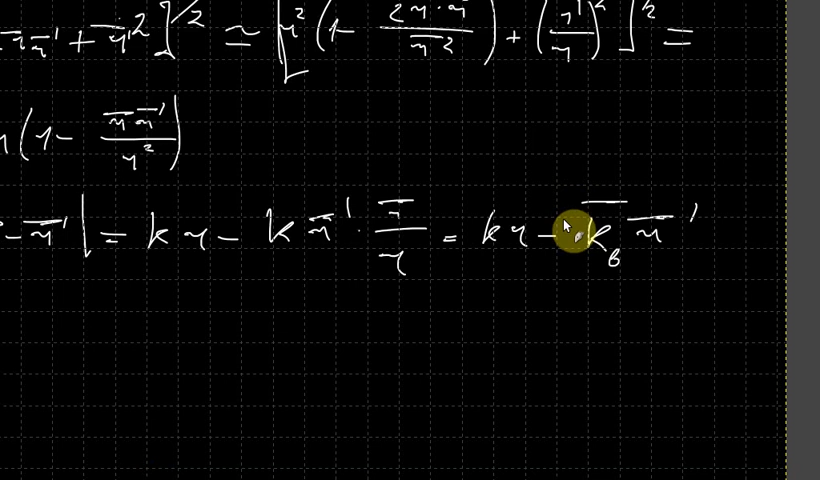 r̄r̄' + r̄'²]^1/2 ≃ [r²(1 - 2r̄·r̄'/r²) + (r'/r)²]^1/2 =
r(1 - r̄r̄'/r²)
- r̄'| = kr - k r̄' · r̄/r = kr - k̄_B r̄'